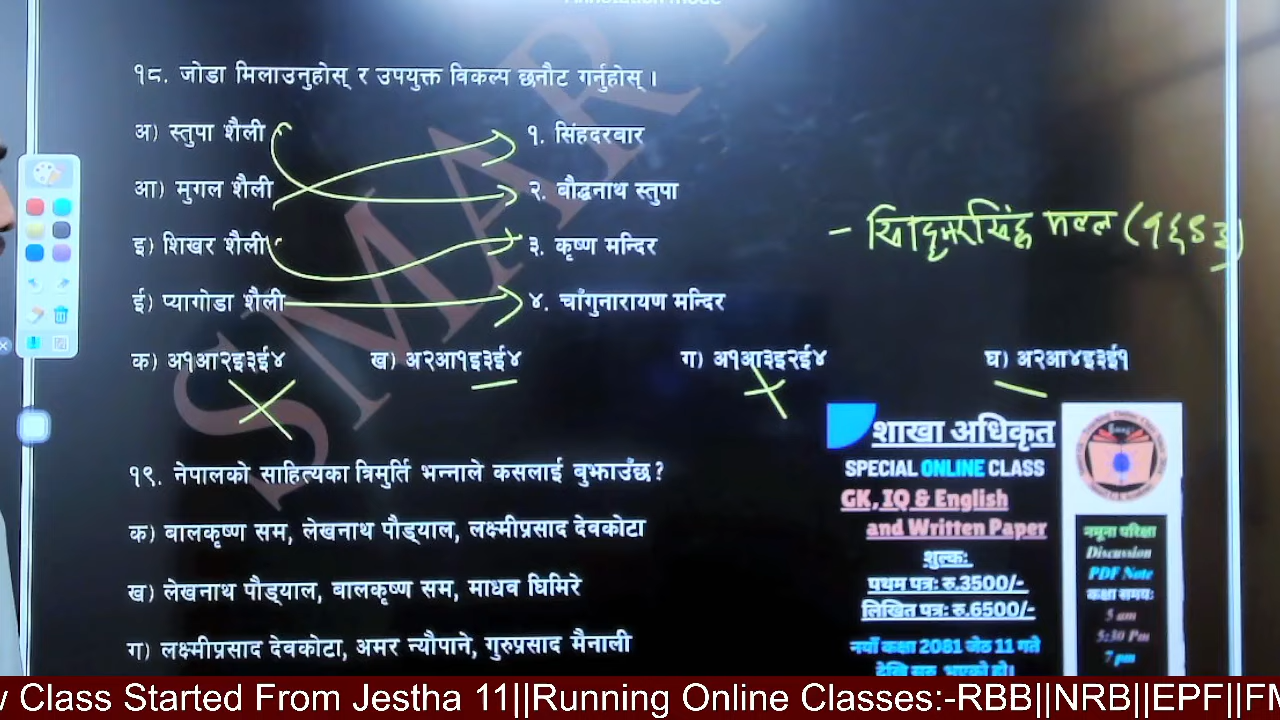 १८. जोडा मिलाउनुहोस् र उपयुक्त विकल्प छनौट गर्नुहोस् ।
अ) स्तुपा शैली
१. सिंहदरबार
आ) मुगल शैली
२. बौद्धनाथ स्तुपा
इ) शिखर शैली
३. कृष्ण मन्दिर
ई) प्यागोडा शैली
४. चाँगुनारायण मन्दिर
क) अ१आ२इ३ई४
ख) अ२आ१इ३ई४
ग) अ१आ३इ२ई४
घ) अ२आ४इ३ई१
SMAR
१९. नेपालको साहित्यका त्रिमुर्ति भन्नाले कसलाई बुझाउँछ ?
क) बालकृष्ण सम, लेखनाथ पौड्याल, लक्ष्मीप्रसाद देवकोटा
ख) लेखनाथ पौड्याल, बालकृष्ण सम, माधव घिमिरे
ग) लक्ष्मीप्रसाद देवकोटा, अमर न्यौपाने, गुरुप्रसाद मैनाली
शाखा अधिकृत
SPECIAL ONLINE CLASS
GK, IQ & English
and Written Paper
शुल्क:
प्रथम पत्र: रु.3500/-
लिखित पत्र: रु.6500/-
नयाँ कक्षा 2081 जेठ 11 गते
देखि सुरु भएको हो।
नमूना परिक्षा
Discussion
PDF Note
कक्षा समय:
5 am
5:30 Pm
7 pm
Class Started From Jestha 11||Running Online Classes:-RBB||NRB||EPF||